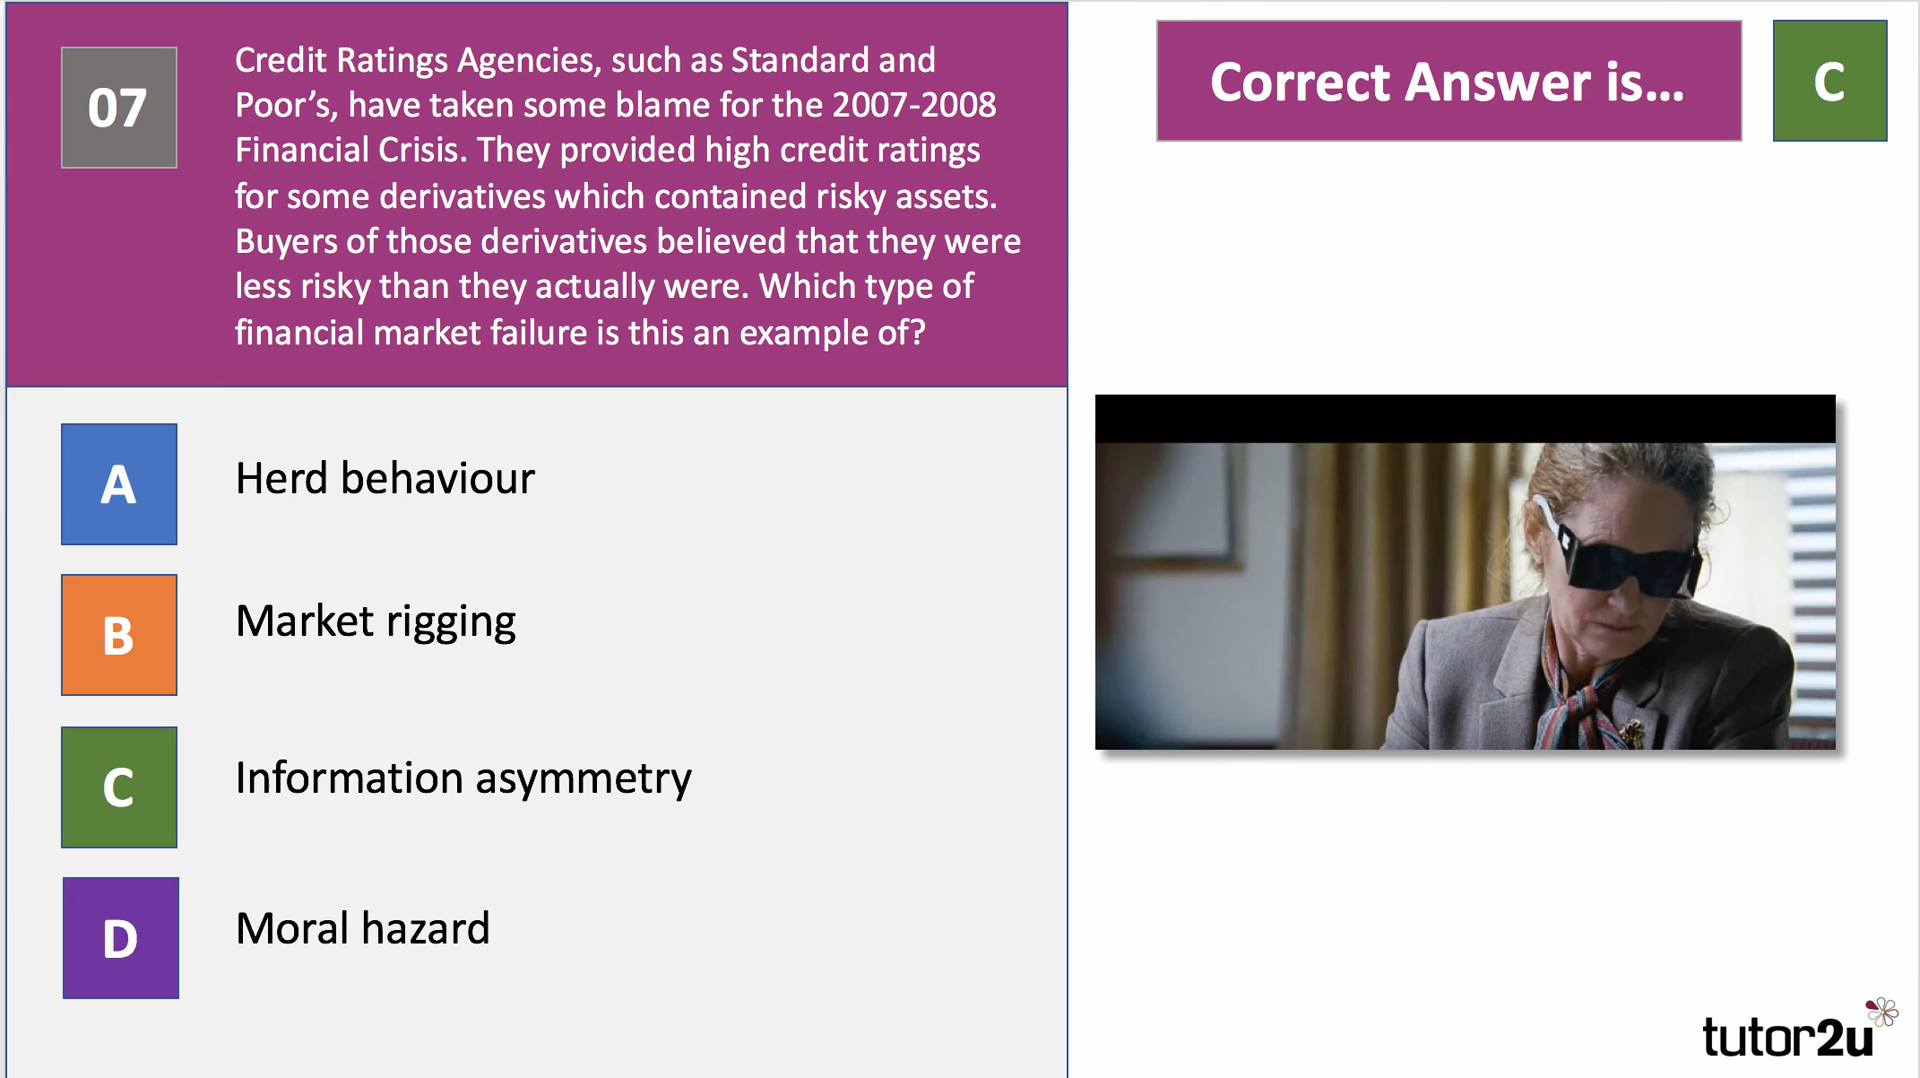 07
Credit Ratings Agencies, such as Standard and
Poor’s, have taken some blame for the 2007-2008
Financial Crisis. They provided high credit ratings
for some derivatives which contained risky assets.
Buyers of those derivatives believed that they were
less risky than they actually were. Which type of
financial market failure is this an example of?
A Herd behaviour
B Market rigging
C Information asymmetry
D Moral hazard
Correct Answer is... C
tutor2u